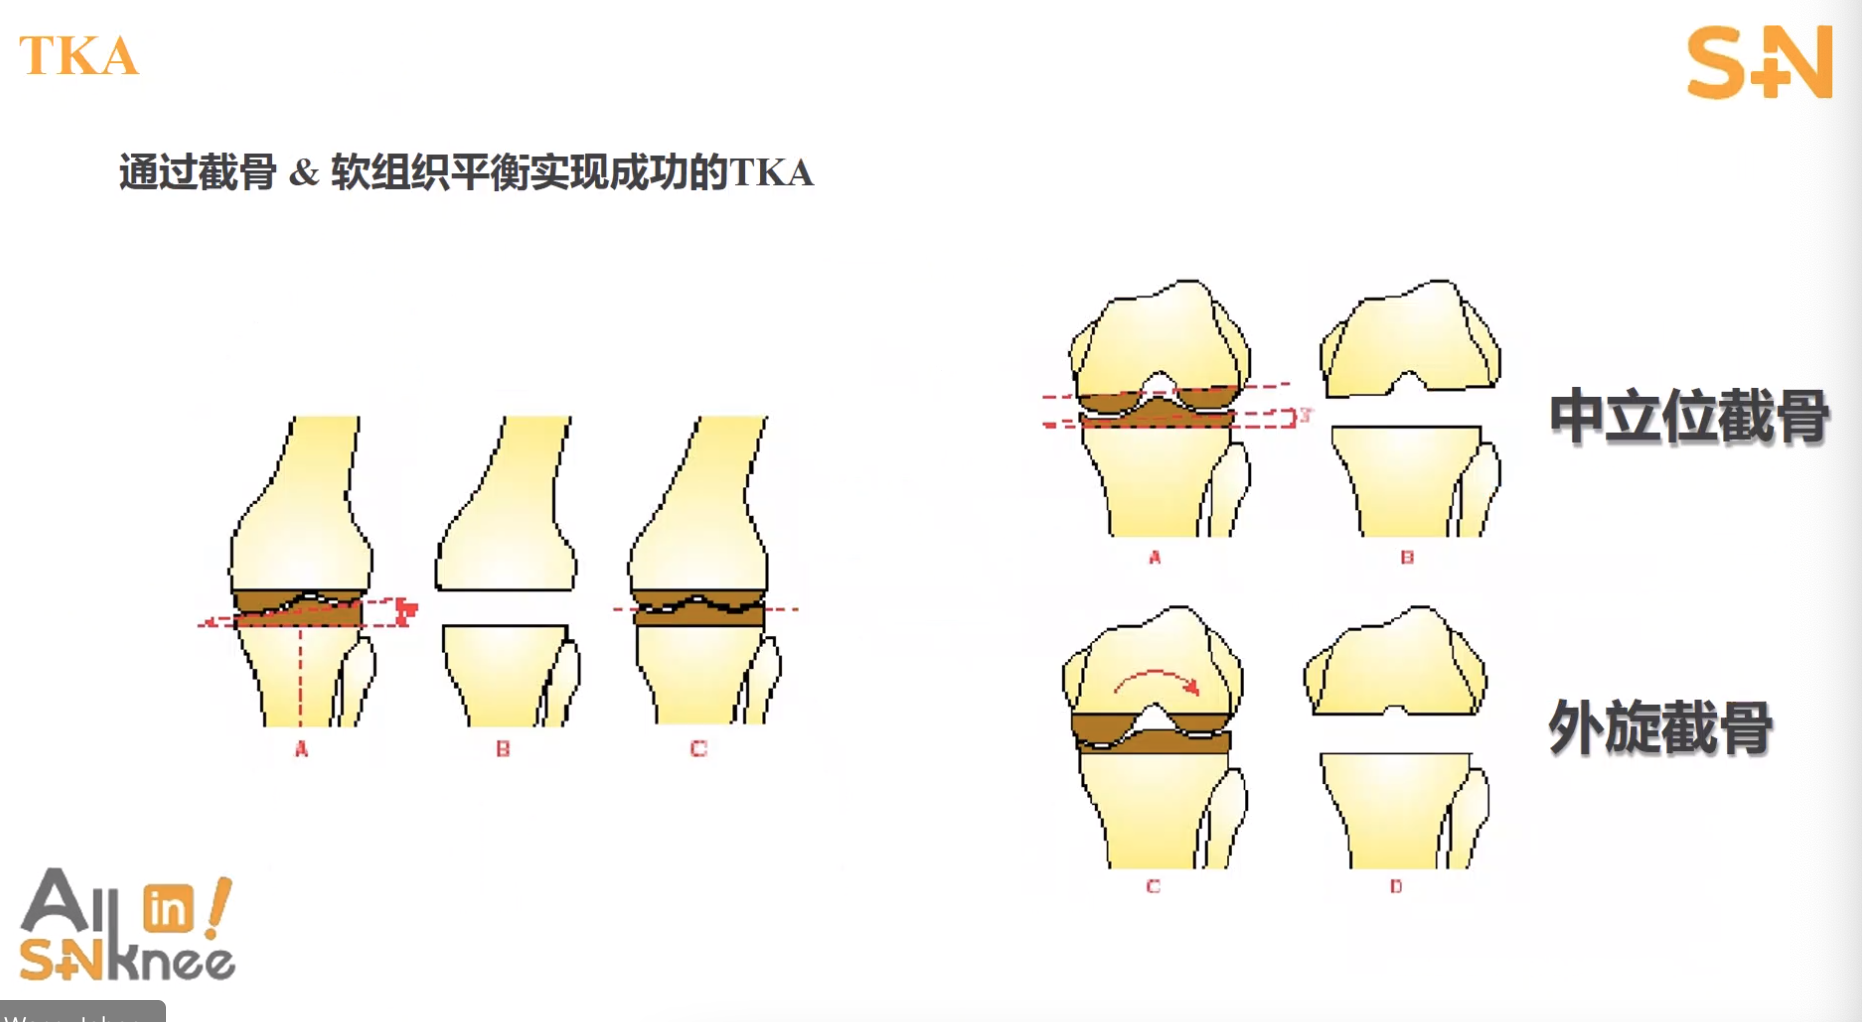 TKA
S+N
通过截骨 & 软组织平衡实现成功的TKA
A
B
C
A
B
中立位截骨
C
D
外旋截骨
All in!
S+N knee